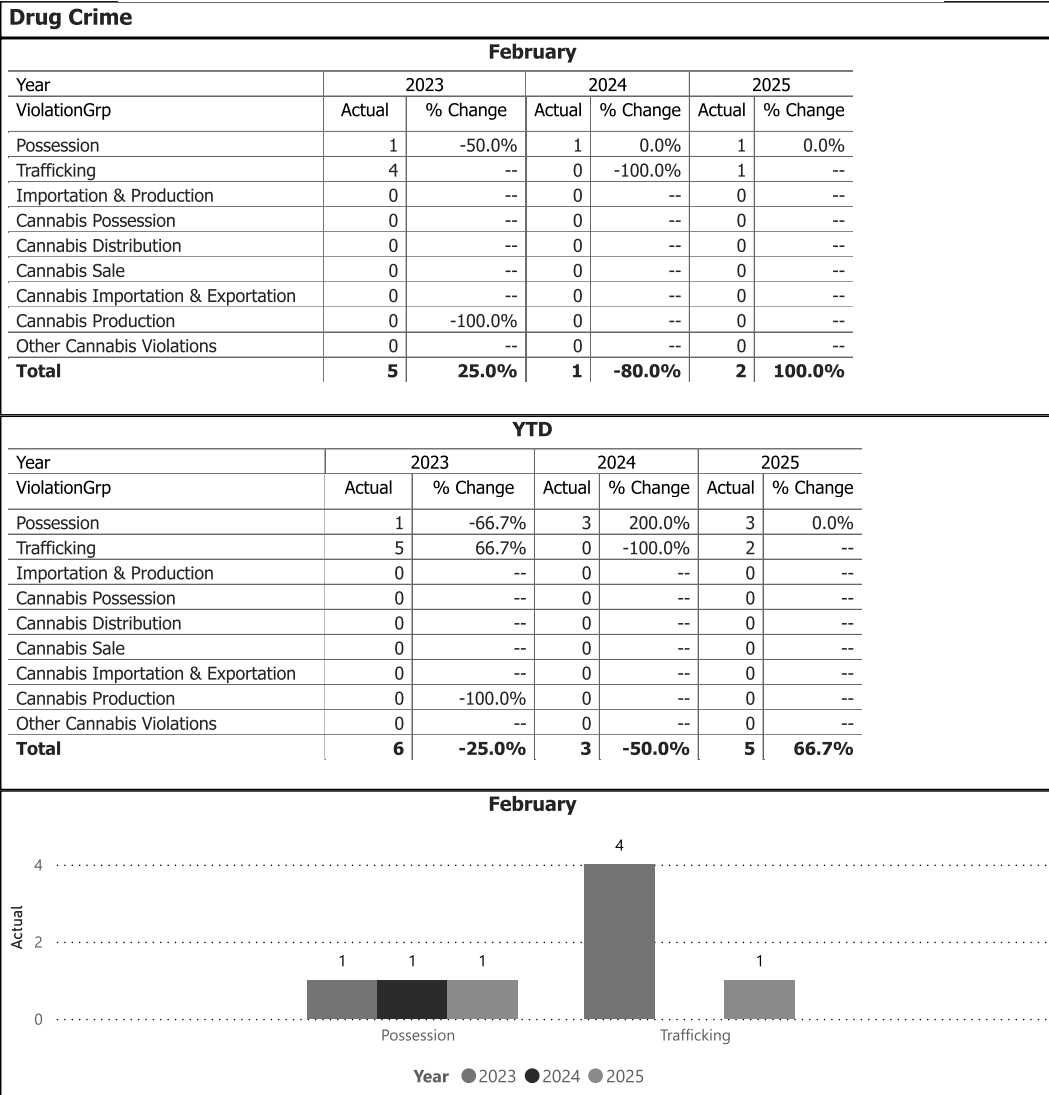 Drug Crime
February
Year 2023 2024 2025
ViolationGrp Actual % Change Actual % Change Actual % Change
Possession 1 -50.0% 1 0.0% 1 0.0%
Trafficking 4 -- 0 -100.0% 1 --
Importation & Production 0 -- 0 -- 0 --
Cannabis Possession 0 -- 0 -- 0 --
Cannabis Distribution 0 -- 0 -- 0 --
Cannabis Sale 0 -- 0 -- 0 --
Cannabis Importation & Exportation 0 -- 0 -- 0 --
Cannabis Production 0 -100.0% 0 -- 0 --
Other Cannabis Violations 0 -- 0 -- 0 --
Total 5 25.0% 1 -80.0% 2 100.0%
YTD
Year 2023 2024 2025
ViolationGrp Actual % Change Actual % Change Actual % Change
Possession 1 -66.7% 3 200.0% 3 0.0%
Trafficking 5 66.7% 0 -100.0% 2 --
Importation & Production 0 -- 0 -- 0 --
Cannabis Possession 0 -- 0 -- 0 --
Cannabis Distribution 0 -- 0 -- 0 --
Cannabis Sale 0 -- 0 -- 0 --
Cannabis Importation & Exportation 0 -- 0 -- 0 --
Cannabis Production 0 -100.0% 0 -- 0 --
Other Cannabis Violations 0 -- 0 -- 0 --
Total 6 -25.0% 3 -50.0% 5 66.7%
February
4
4
Actual
2
1 1 1 1
0
Possession Trafficking
Year 2023 2024 2025